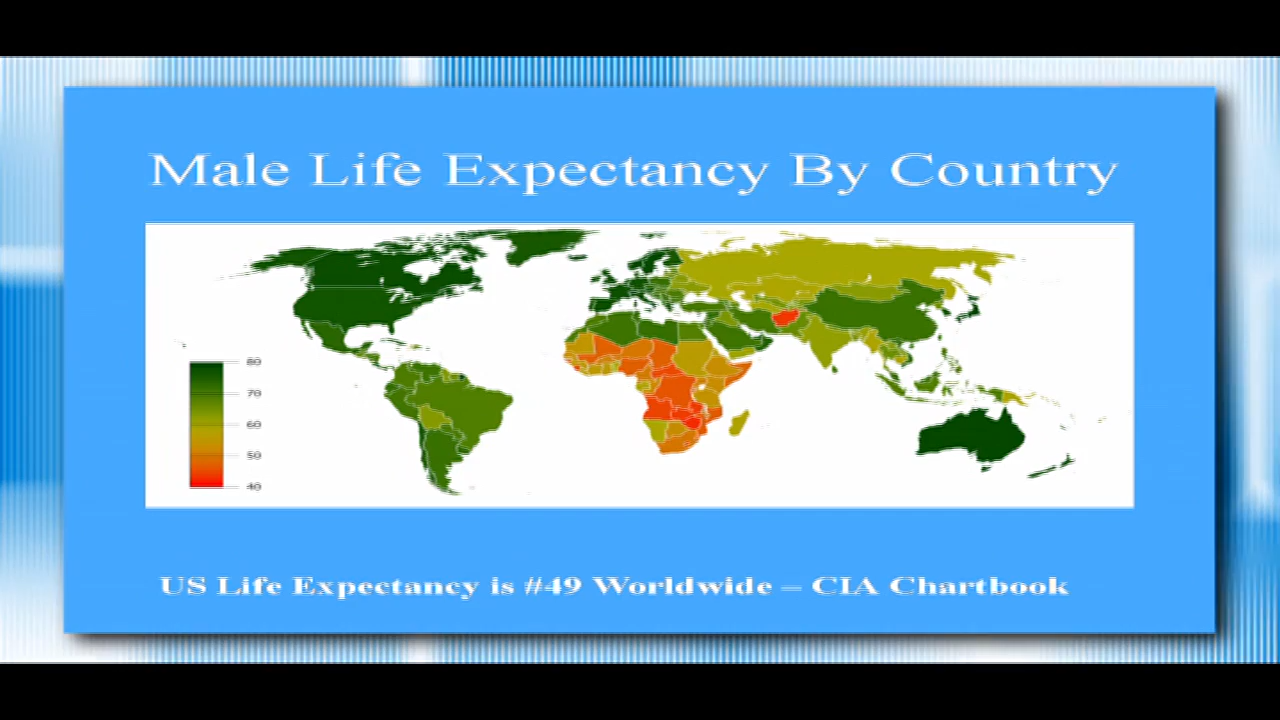 Male Life Expectancy By Country
80
70
60
50
40
US Life Expectancy is #49 Worldwide – CIA Chartbook